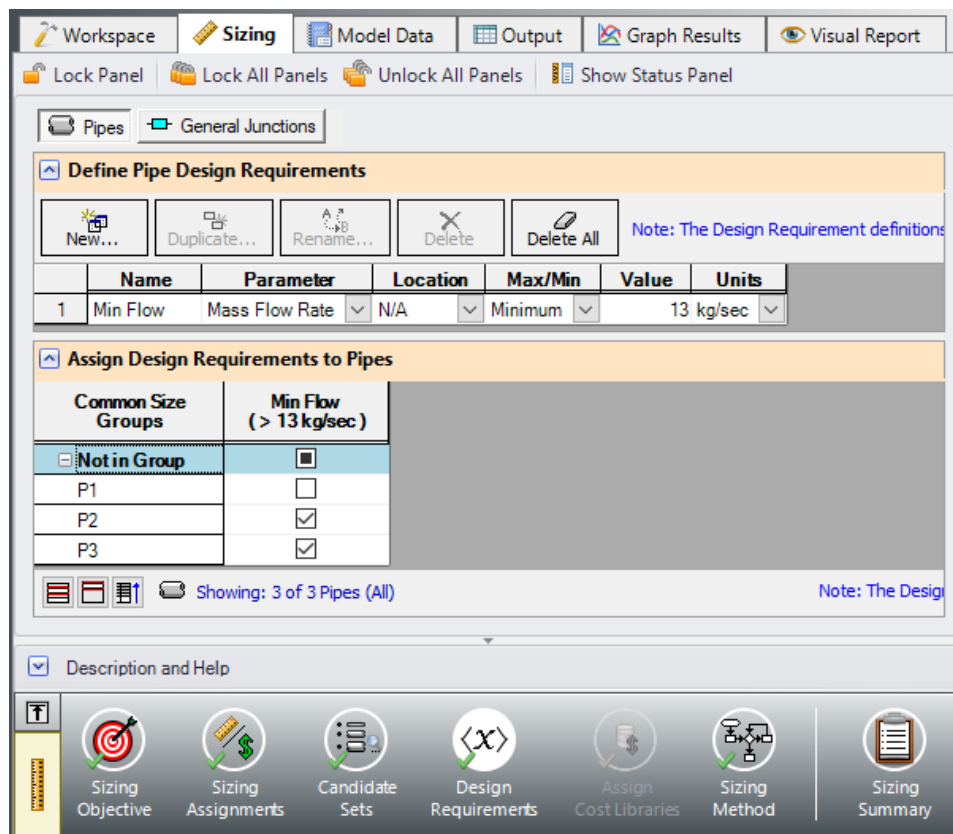 Workspace Sizing Model Data Output Graph Results Visual Report
Lock Panel Lock All Panels Unlock All Panels Show Status Panel
Pipes General Junctions
Define Pipe Design Requirements
New... Duplicate... Rename... Delete Delete All Note: The Design Requirement definitions
Name Parameter Location Max/Min Value Units
1 Min Flow Mass Flow Rate N/A Minimum 13 kg/sec
Assign Design Requirements to Pipes
Common Size Min Flow
Groups ( > 13 kg/sec )
Not in Group
P1
P2
P3
Showing: 3 of 3 Pipes (All) Note: The Desig
Description and Help
Sizing Sizing Candidate Design Assign Sizing Sizing
Objective Assignments Sets Requirements Cost Libraries Method Summary